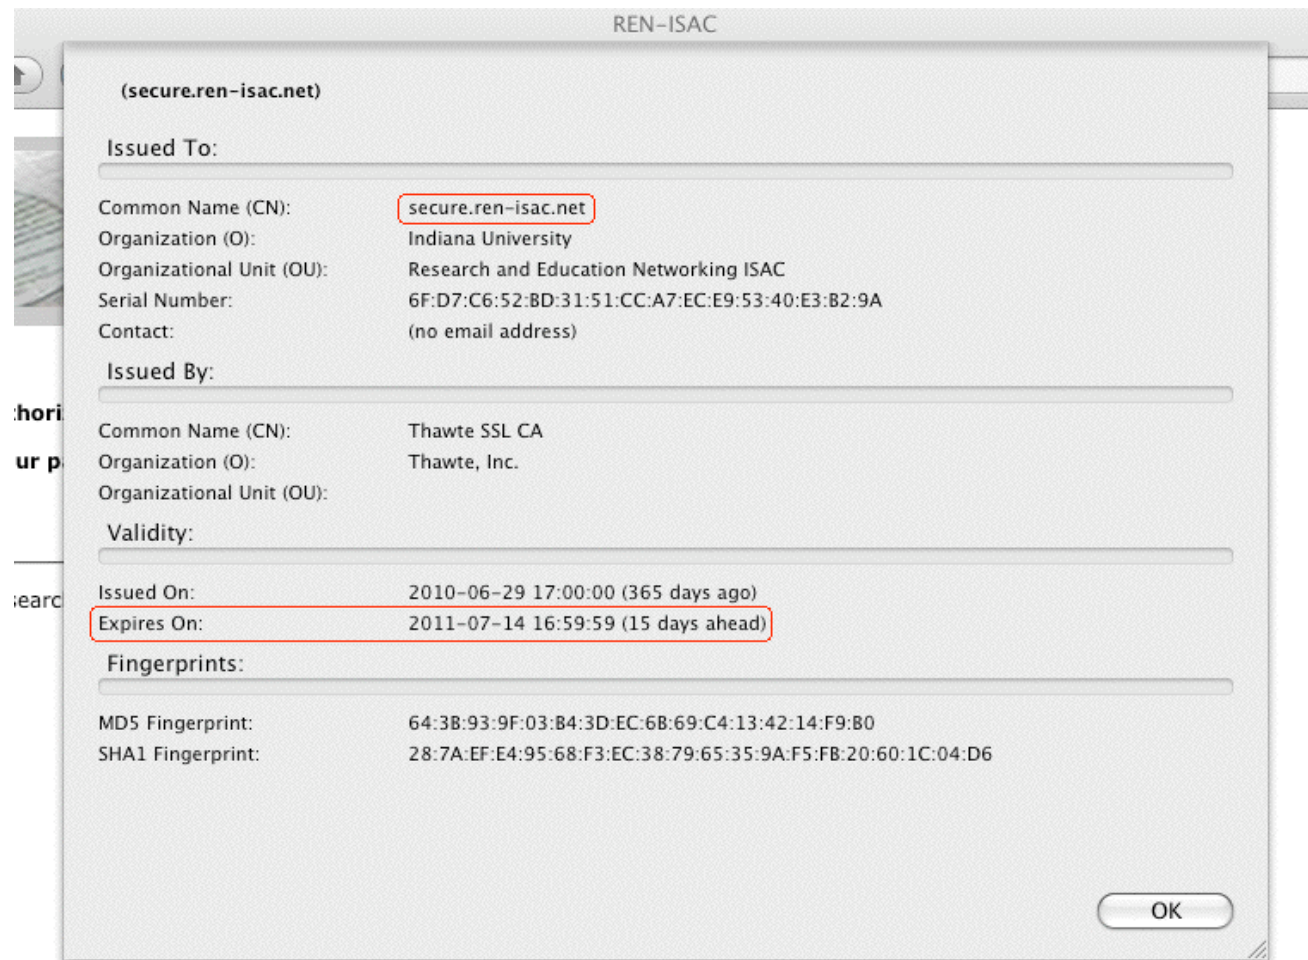 REN-ISAC
(secure.ren-isac.net)
Issued To:
Common Name (CN): secure.ren-isac.net
Organization (O): Indiana University
Organizational Unit (OU): Research and Education Networking ISAC
Serial Number: 6F:D7:C6:52:BD:31:51:CC:A7:EC:E9:53:40:E3:B2:9A
Contact: (no email address)
Issued By:
thori
Common Name (CN): Thawte SSL CA
ur p
Organization (O): Thawte, Inc.
Organizational Unit (OU):
Validity:
searc
Issued On: 2010-06-29 17:00:00 (365 days ago)
Expires On: 2011-07-14 16:59:59 (15 days ahead)
Fingerprints:
MD5 Fingerprint: 64:3B:93:9F:03:B4:3D:EC:6B:69:C4:13:42:14:F9:B0
SHA1 Fingerprint: 28:7A:EF:E4:95:68:F3:EC:38:79:65:35:9A:F5:FB:20:60:1C:04:D6
OK